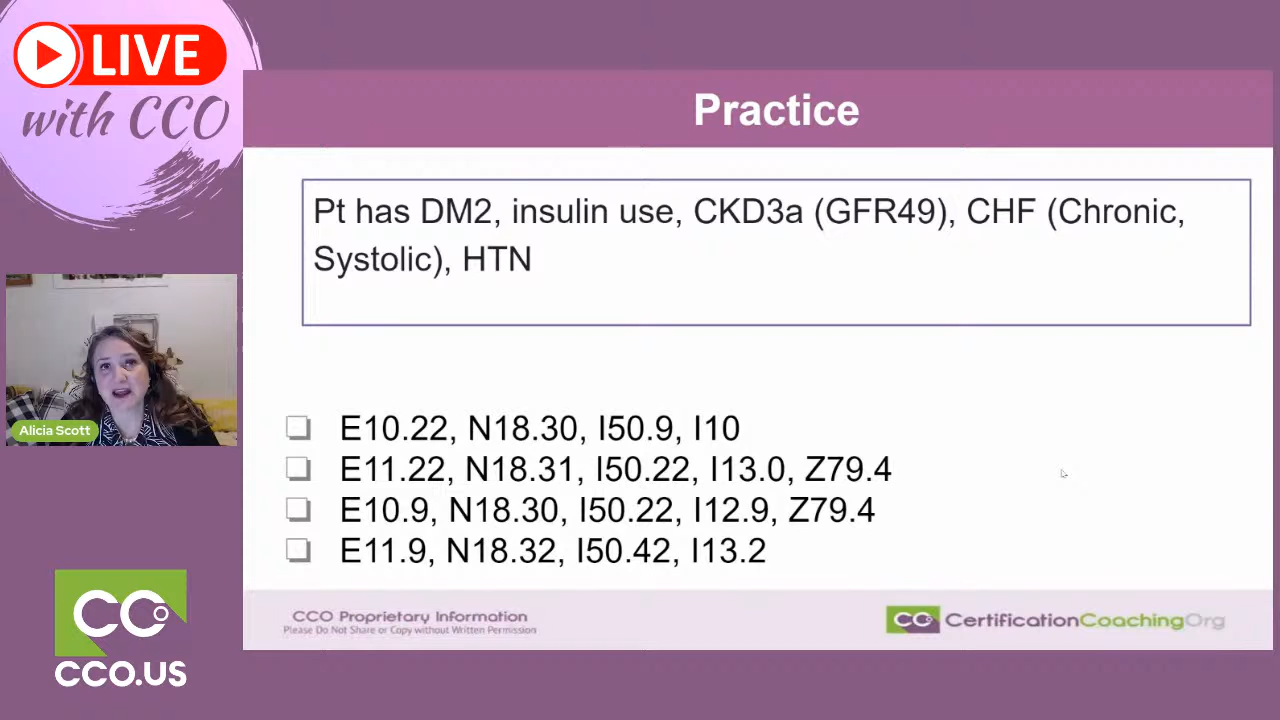 LIVE
with CCO
Practice
Pt has DM2, insulin use, CKD3a (GFR49), CHF (Chronic,
Systolic), HTN
Alicia Scott
E10.22, N18.30, I50.9, I10
E11.22, N18.31, I50.22, I13.0, Z79.4
E10.9, N18.30, I50.22, I12.9, Z79.4
E11.9, N18.32, I50.42, I13.2
CCO Proprietary Information
Please Do Not Share or Copy without Written Permission
CCO CertificationCoachingOrg
CCO
CCO.US